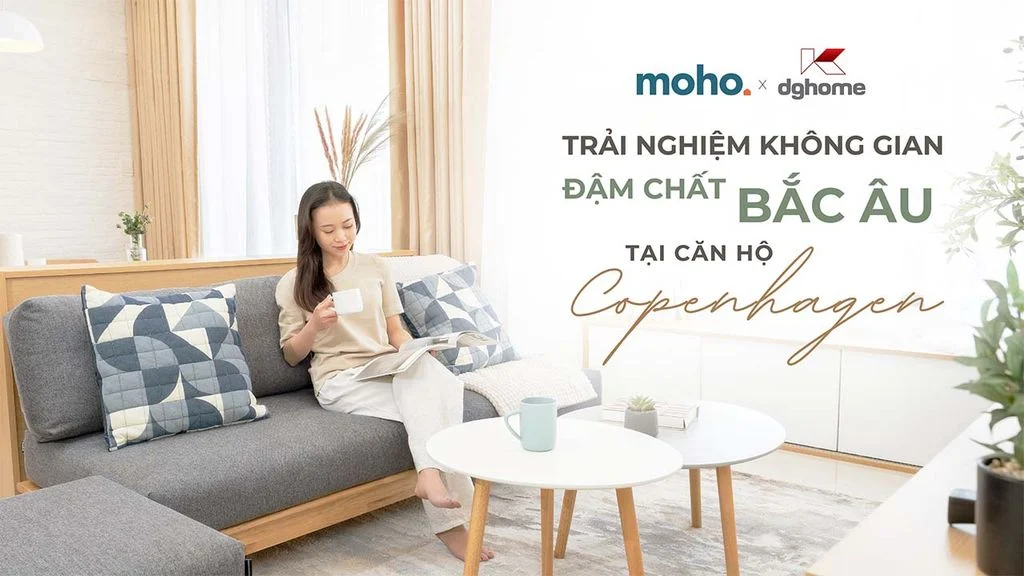 moho. x dghome
TRẢI NGHIỆM KHÔNG GIAN
ĐẬM CHẤT BẮC ÂU
TẠI CĂN HỘ
Copenhagen